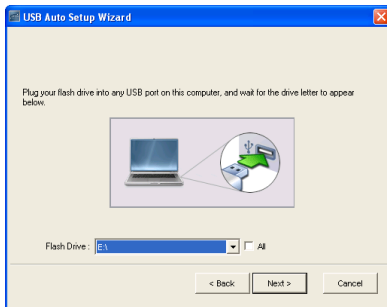 USB Auto Setup Wizard
Plug your flash drive into any USB port on this computer, and wait for the drive letter to appear
below.
Flash Drive : E:\ All
< Back Next > Cancel